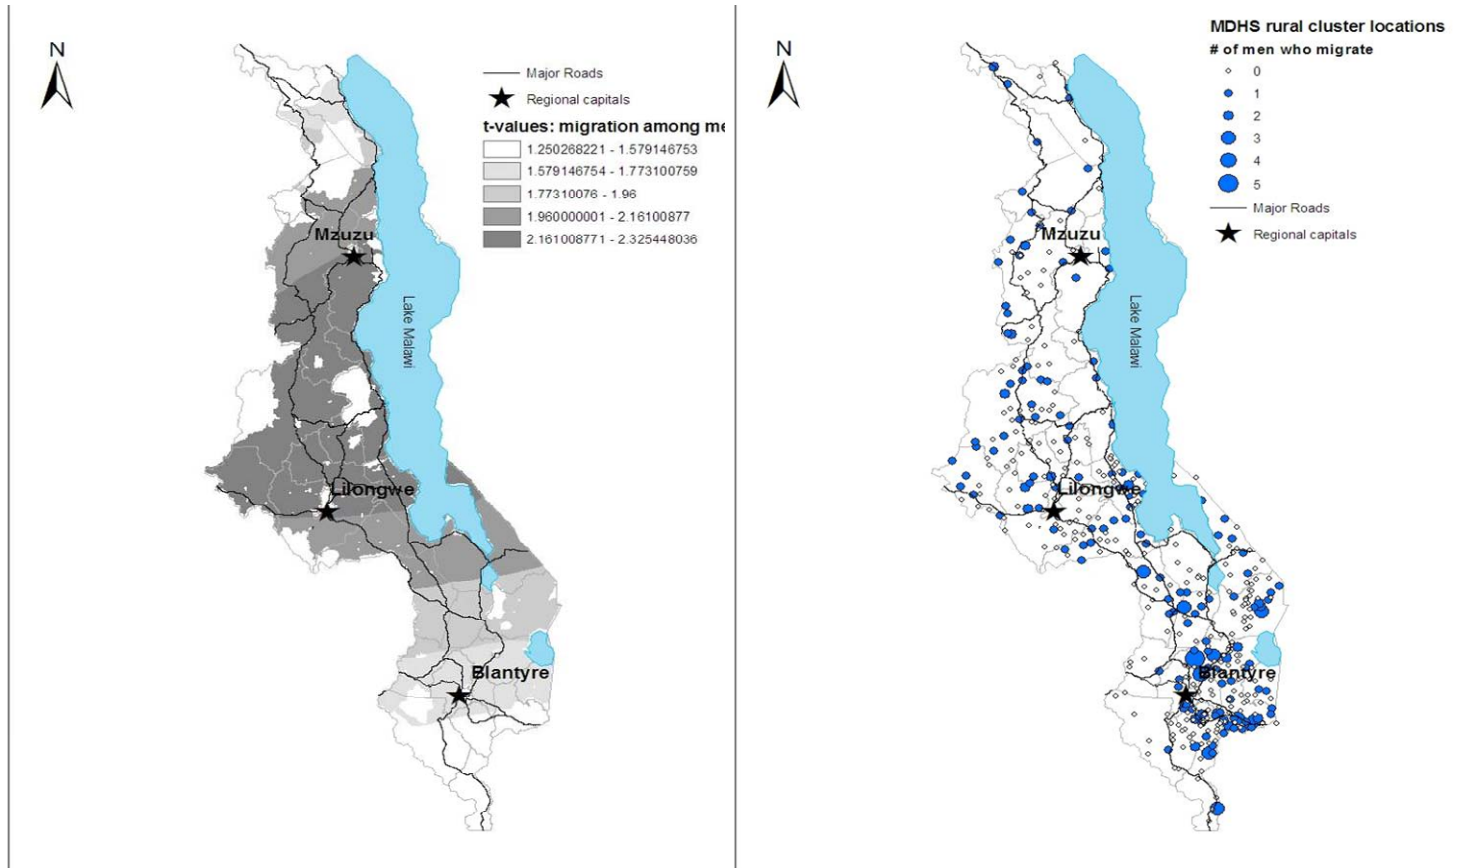 N
Major Roads
Regional capitals
t-values: migration among me
1.250268221 - 1.579146753
1.579146754 - 1.773100759
1.77310076 - 1.96
1.960000001 - 2.16100877
2.161008771 - 2.325448036
Mzuzu
Lake Malawi
Lilongwe
Blantyre
N
MDHS rural cluster locations
# of men who migrate
0
1
2
3
4
5
Major Roads
Regional capitals
Mzuzu
Lake Malawi
Lilongwe
Blantyre